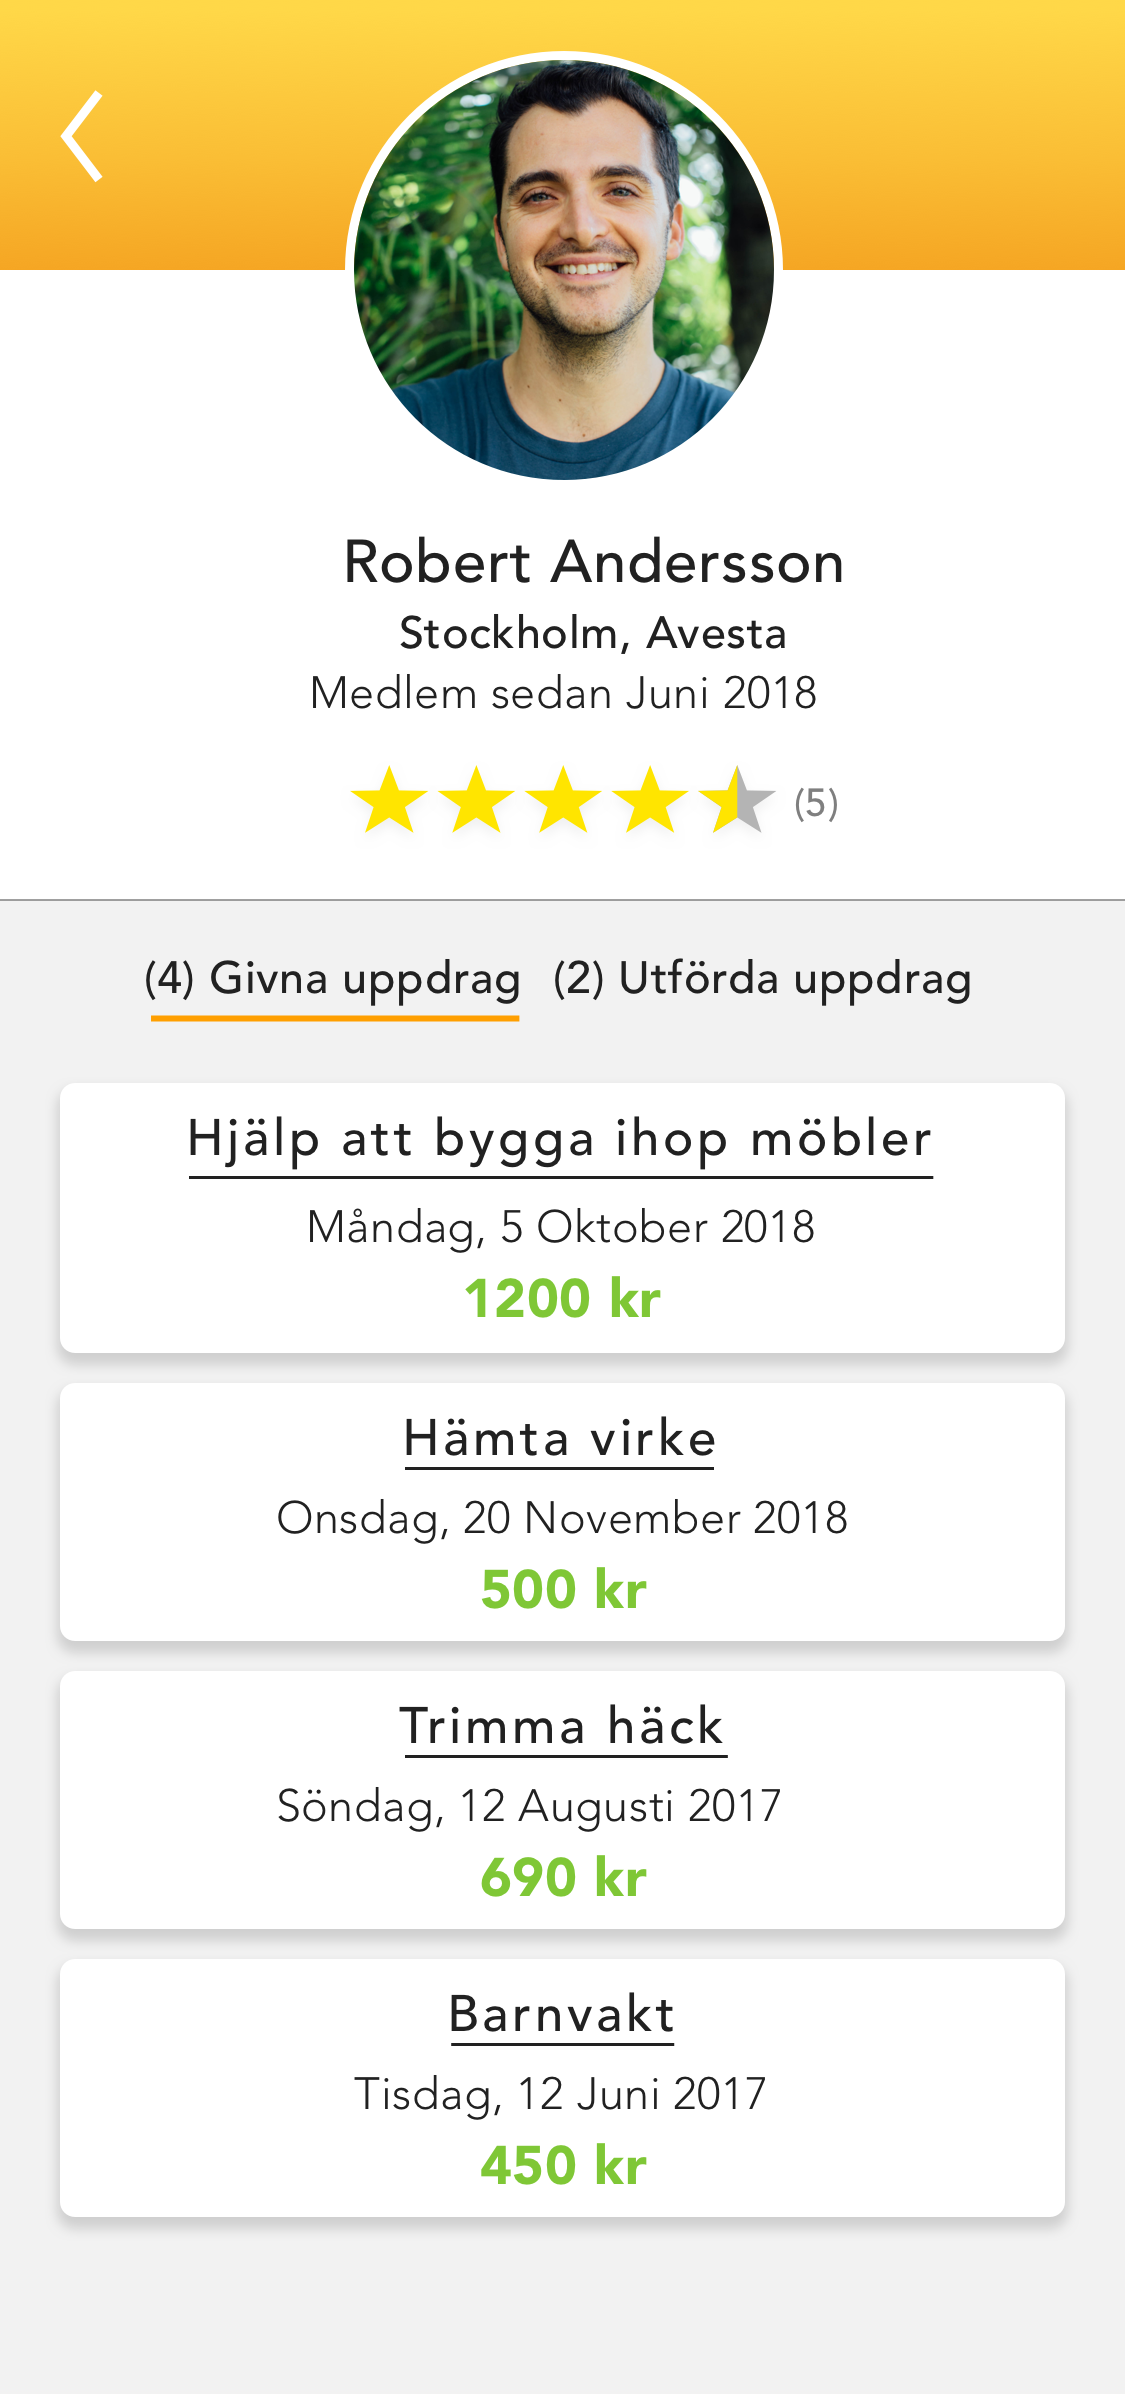 Robert Andersson
Stockholm, Avesta
Medlem sedan Juni 2018
(5)
(4) Givna uppdrag (2) Utförda uppdrag
Hjälp att bygga ihop möbler
Måndag, 5 Oktober 2018
1200 kr
Hämta virke
Onsdag, 20 November 2018
500 kr
Trimma häck
Söndag, 12 Augusti 2017
690 kr
Barnvakt
Tisdag, 12 Juni 2017
450 kr